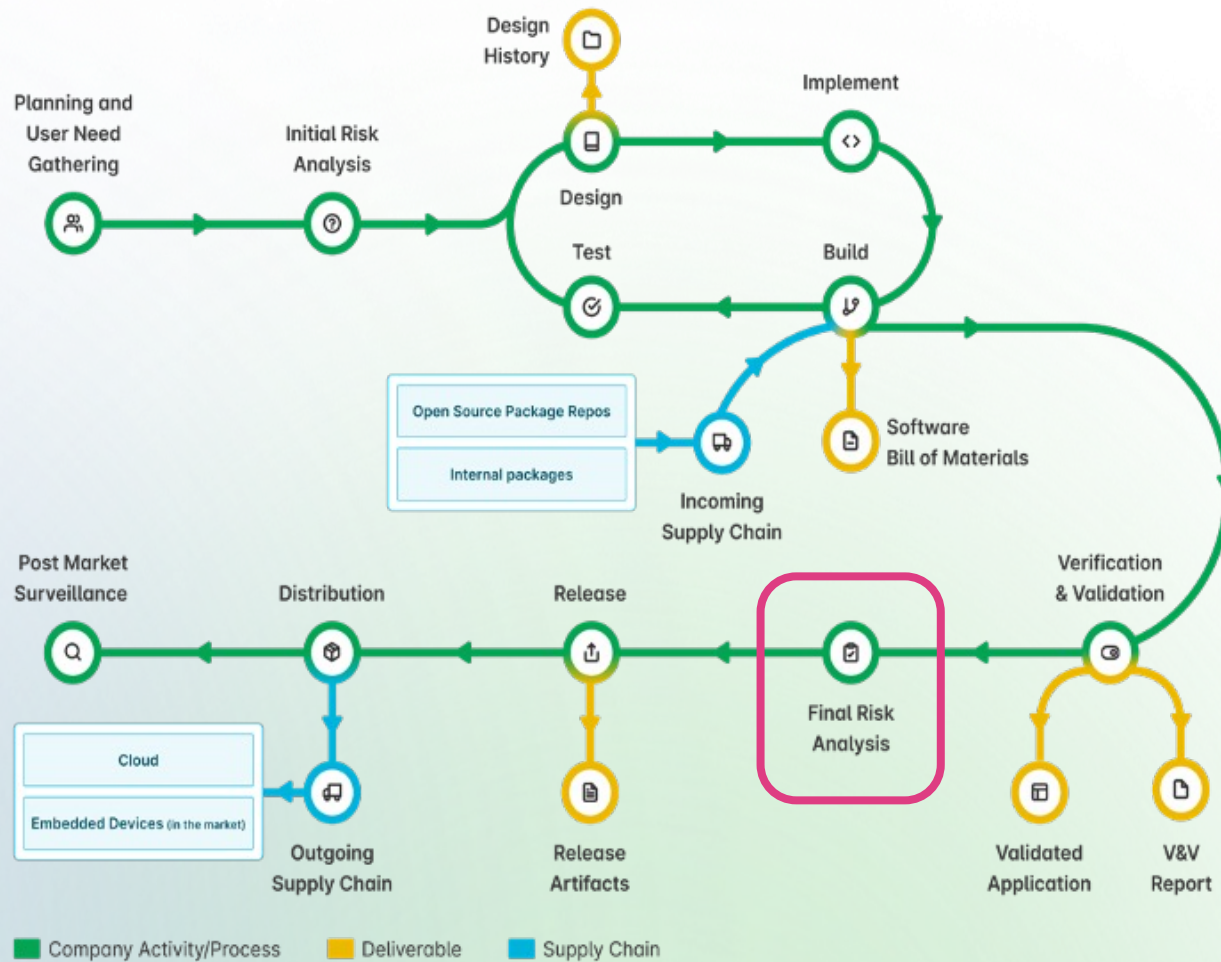 Design
History
Implement
Planning and
User Need
Gathering
Initial Risk
Analysis
Design
Test
Build
Open Source Package Repos
Internal packages
Software
Bill of Materials
Incoming
Supply Chain
Post Market
Surveillance
Distribution
Release
Verification
& Validation
Final Risk
Analysis
Cloud
Embedded Devices (in the market)
Outgoing
Supply Chain
Release
Artifacts
Validated
Application
V&V
Report
Company Activity/Process
Deliverable
Supply Chain